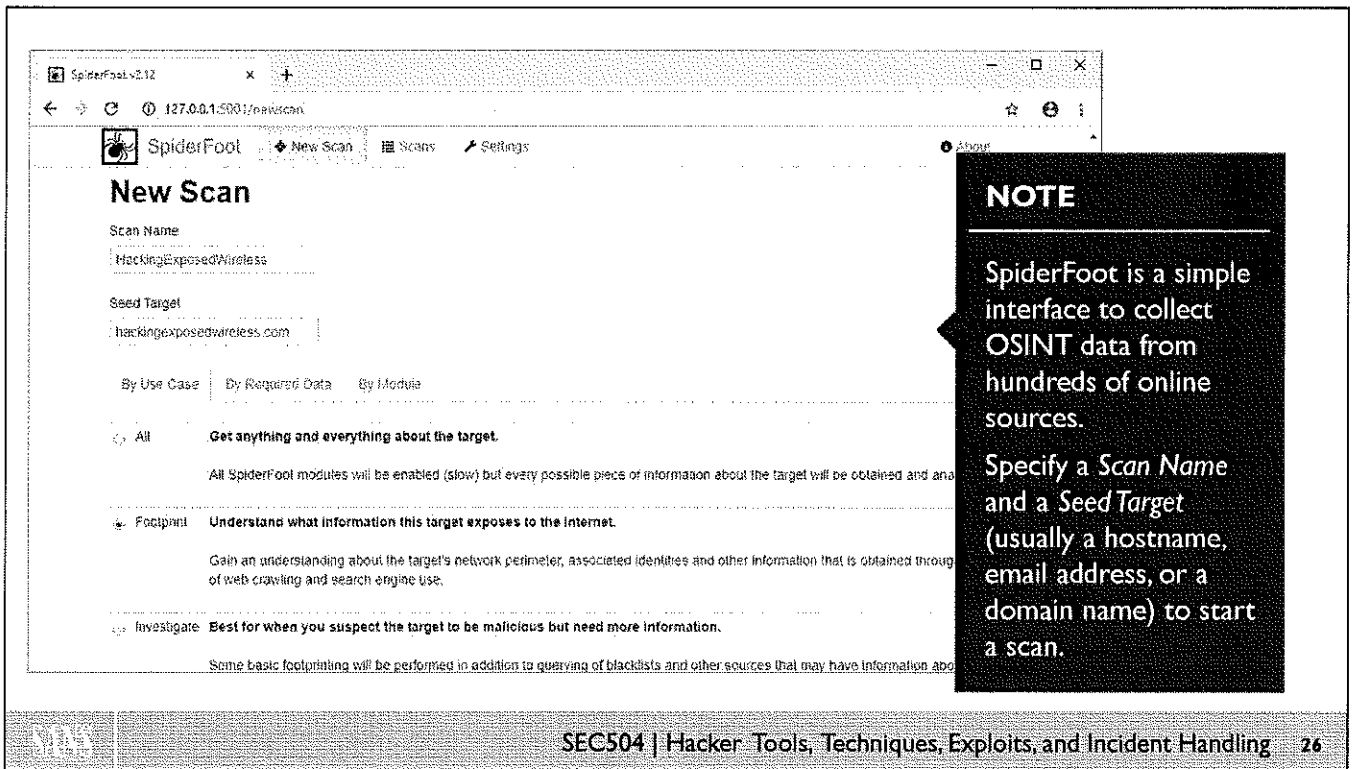 SpiderFoot v2.12
127.0.0.1:5001/newscan
SpiderFoot New Scan Scans Settings About
New Scan
Scan Name
HackingExposedWireless
Seed Target
hackingexposedwireless.com
By Use Case By Required Data By Module
All Get anything and everything about the target.
All SpiderFoot modules will be enabled (slow) but every possible piece of information about the target will be obtained and ana
Footprint Understand what information this target exposes to the Internet.
Gain an understanding about the target's network perimeter, associated identities and other information that is obtained throug
of web crawling and search engine use.
Investigate Best for when you suspect the target to be malicious but need more information.
Some basic footprinting will be performed in addition to querying of blacklists and other sources that may have information abo
NOTE
SpiderFoot is a simple
interface to collect
OSINT data from
hundreds of online
sources.
Specify a Scan Name
and a Seed Target
(usually a hostname,
email address, or a
domain name) to start
a scan.
SANS
SEC504 | Hacker Tools, Techniques, Exploits, and Incident Handling 26